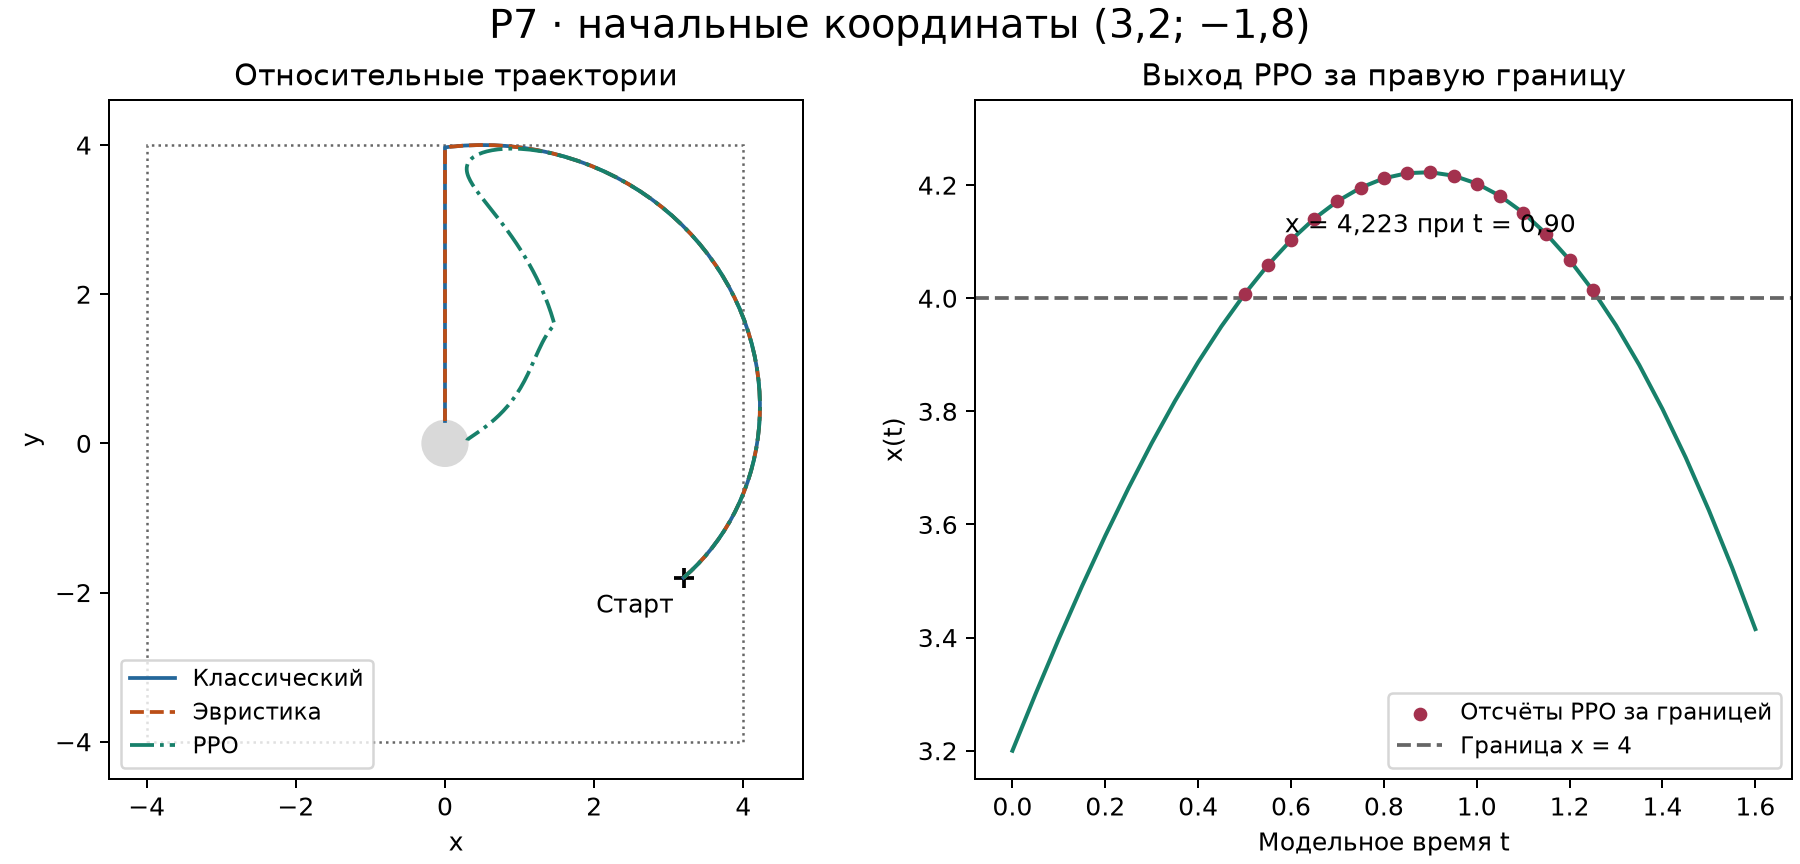 P7 · начальные координаты (3,2; −1,8)
Относительные траектории
4
2
0
−2
−4
y
−4
−2
0
2
4
x
Старт
Классический
Эвристика
PPO
Выход PPO за правую границу
4.2
4.0
3.8
3.6
3.4
3.2
x(t)
x = 4,223 при t = 0,90
Отсчёты PPO за границей
Граница x = 4
0.0
0.2
0.4
0.6
0.8
1.0
1.2
1.4
1.6
Модельное время t